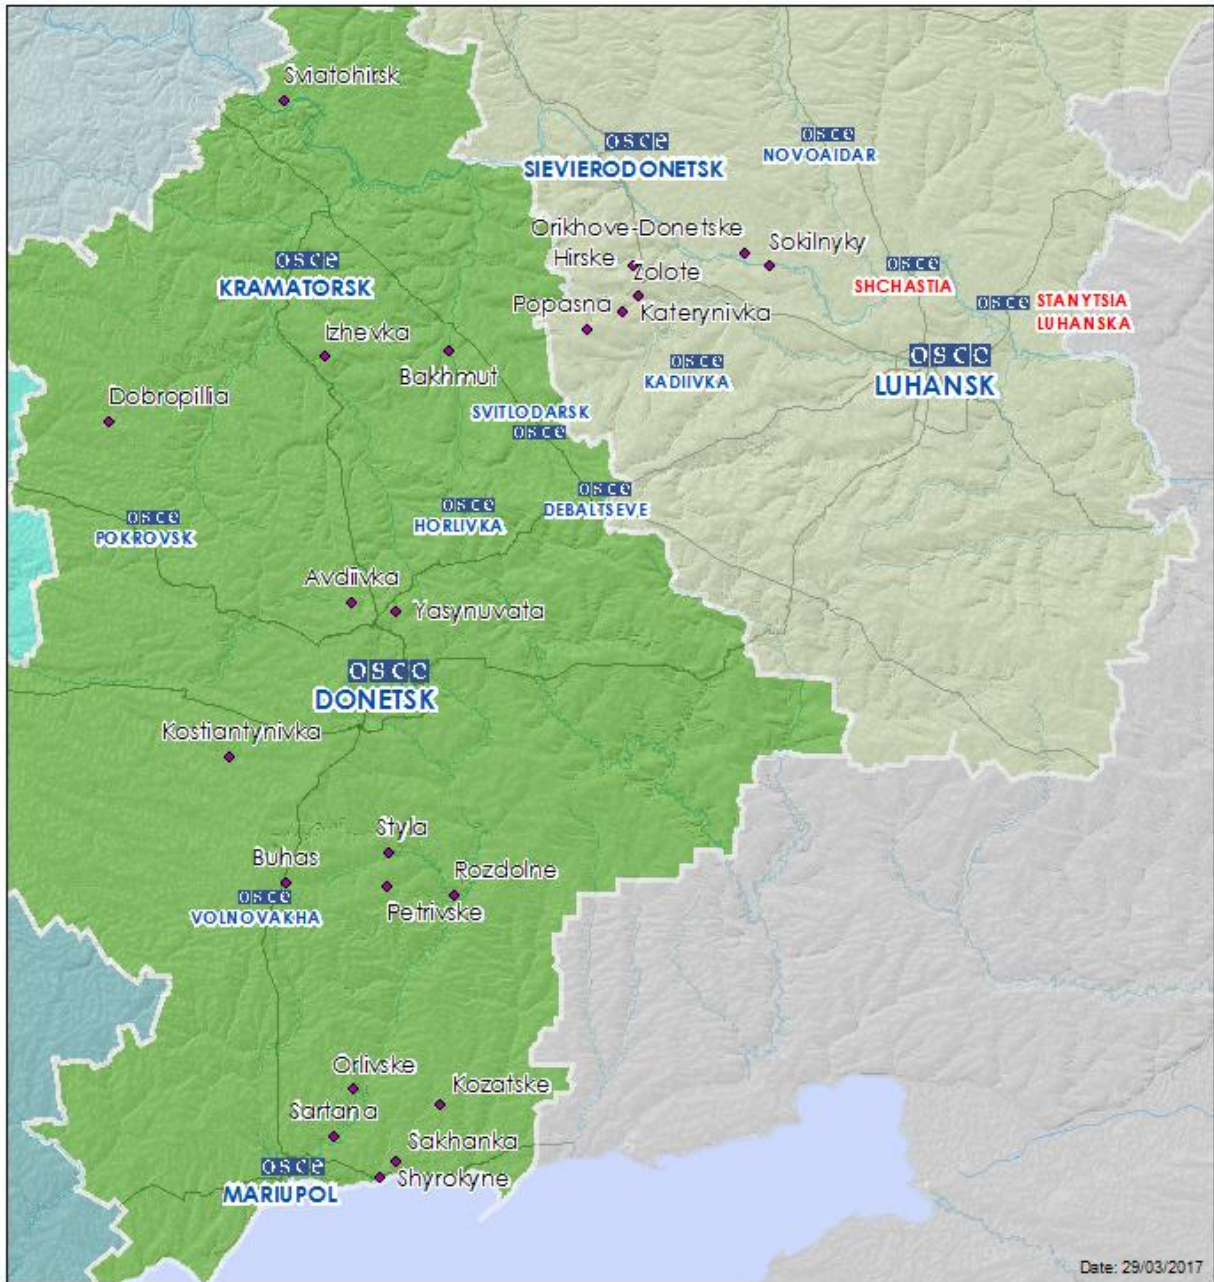 Sviatohirsk
osce
SIEVIERODONETSK
osce
NOVOAIDAR
Orikhove-Donetske
Sokilnyky
Hirske
Zolote
osce
KRAMATORSK
osce
SHCHASTIA
osce
STANYTSIA
LUHANSKA
Popasna
Katerynivka
Izhevka
Bakhmut
osce
KADIIVKA
osce
LUHANSK
Dobropillia
SVITLODARSK
osce
osce
POKROVSK
osce
HORLIVKA
osce
DEBALTSEVE
Avdiivka
Yasynuvata
osce
DONETSK
Kostiantynivka
Styla
Buhas
Rozdolne
osce
VOLNOVAKHA
Petrivske
Orlivske
Kozatske
Sartana
Sakhanka
osce
MARIUPOL
Shyrokyne
Date: 29/03/2017